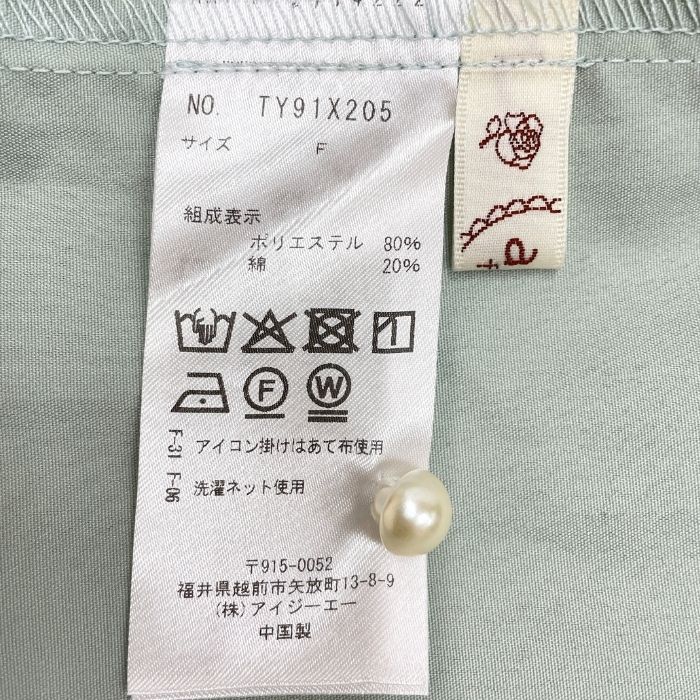 NO. TY91X205
サイズ F
組成表示
ポリエステル 80%
綿 20%
F
W
F-31 アイコン掛けはあて布使用
F-06 洗濯ネット使用
〒915-0052
福井県越前市矢放町13-8-9
(株)アイジーエー
中国製